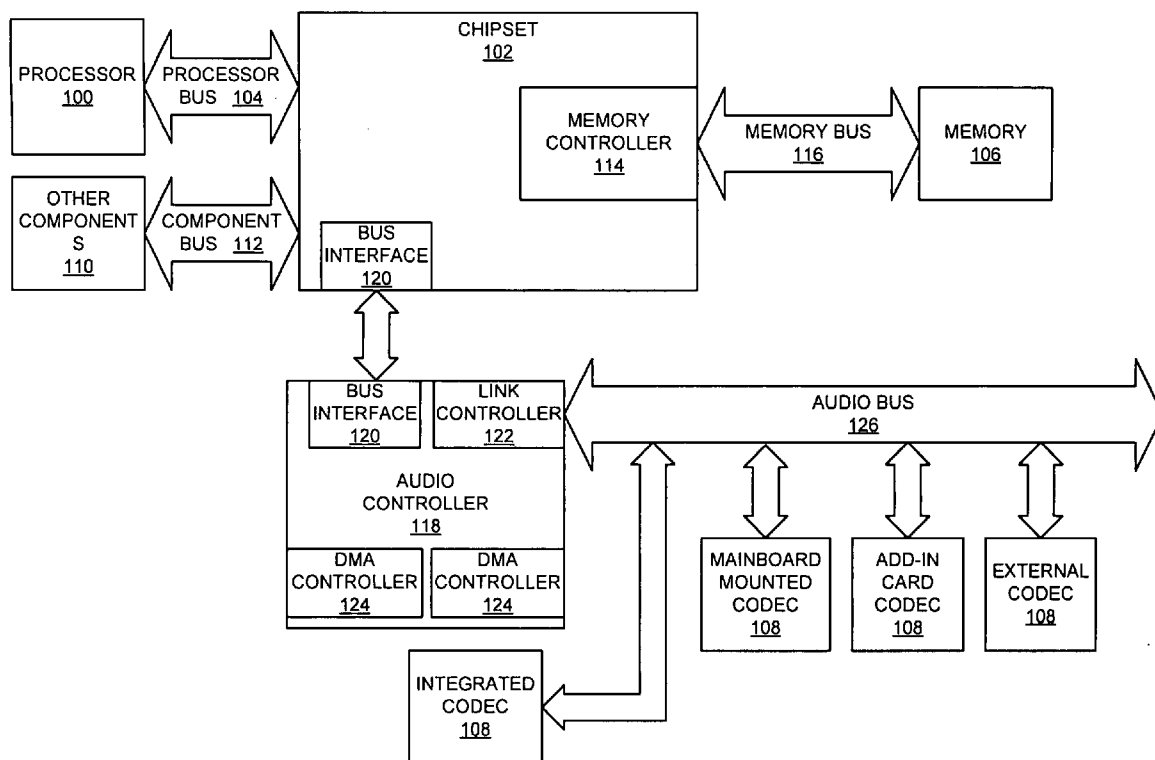 CHIPSET
102
PROCESSOR
100
PROCESSOR
BUS 104
MEMORY
CONTROLLER
114
MEMORY BUS
116
MEMORY
106
OTHER
COMPONENT
S
110
COMPONENT
BUS 112
BUS
INTERFACE
120
BUS
INTERFACE
120
LINK
CONTROLLER
122
AUDIO
CONTROLLER
118
DMA
CONTROLLER
124
DMA
CONTROLLER
124
AUDIO BUS
126
MAINBOARD
MOUNTED
CODEC
108
ADD-IN
CARD
CODEC
108
EXTERNAL
CODEC
108
INTEGRATED
CODEC
108